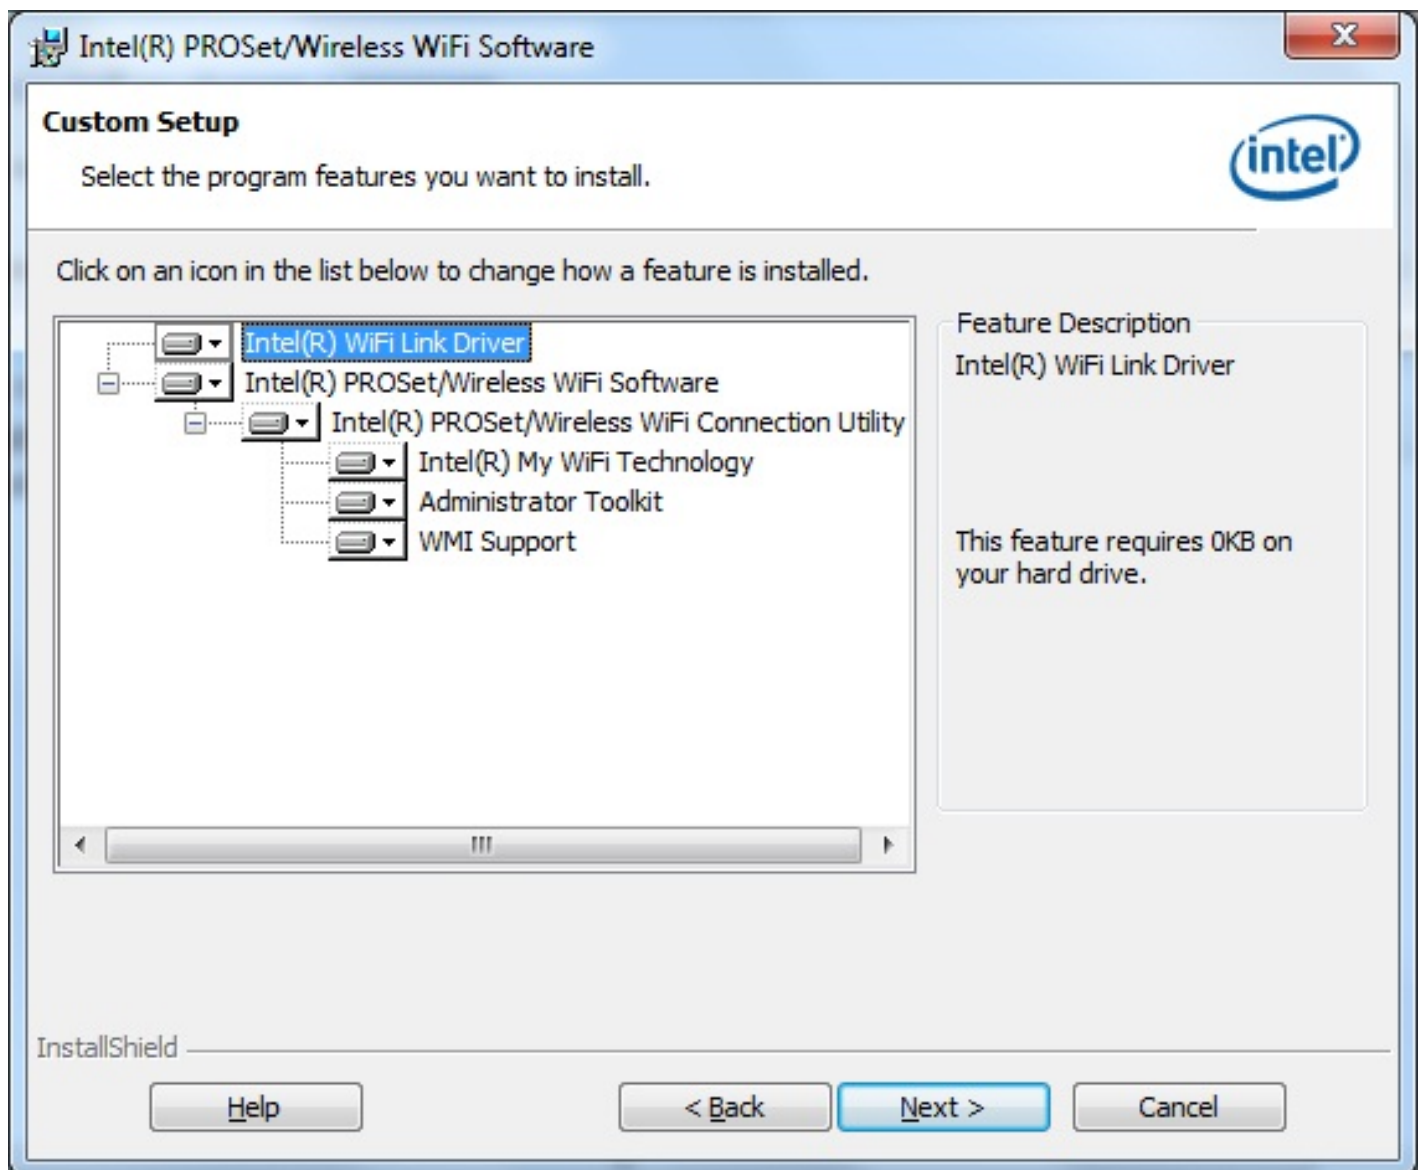 Intel(R) PROSet/Wireless WiFi Software
x
Custom Setup
Select the program features you want to install.
intel
Click on an icon in the list below to change how a feature is installed.
Intel(R) WiFi Link Driver
Intel(R) PROSet/Wireless WiFi Software
Intel(R) PROSet/Wireless WiFi Connection Utility
Intel(R) My WiFi Technology
Administrator Toolkit
WMI Support
Feature Description
Intel(R) WiFi Link Driver
This feature requires 0KB on
your hard drive.
InstallShield
Help
< Back
Next >
Cancel